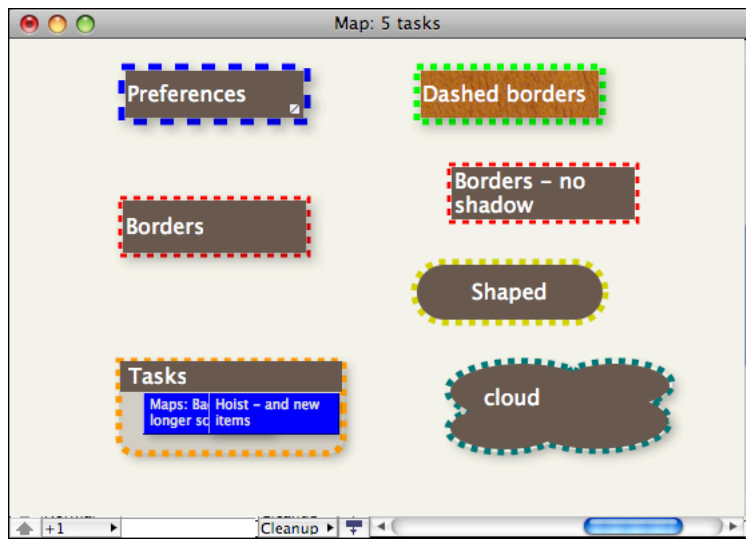 Map: 5 tasks
Preferences
Dashed borders
Borders – no
shadow
Borders
Shaped
Tasks
Maps: Ba
longer sc
Hoist – and new
items
cloud
+1
Cleanup